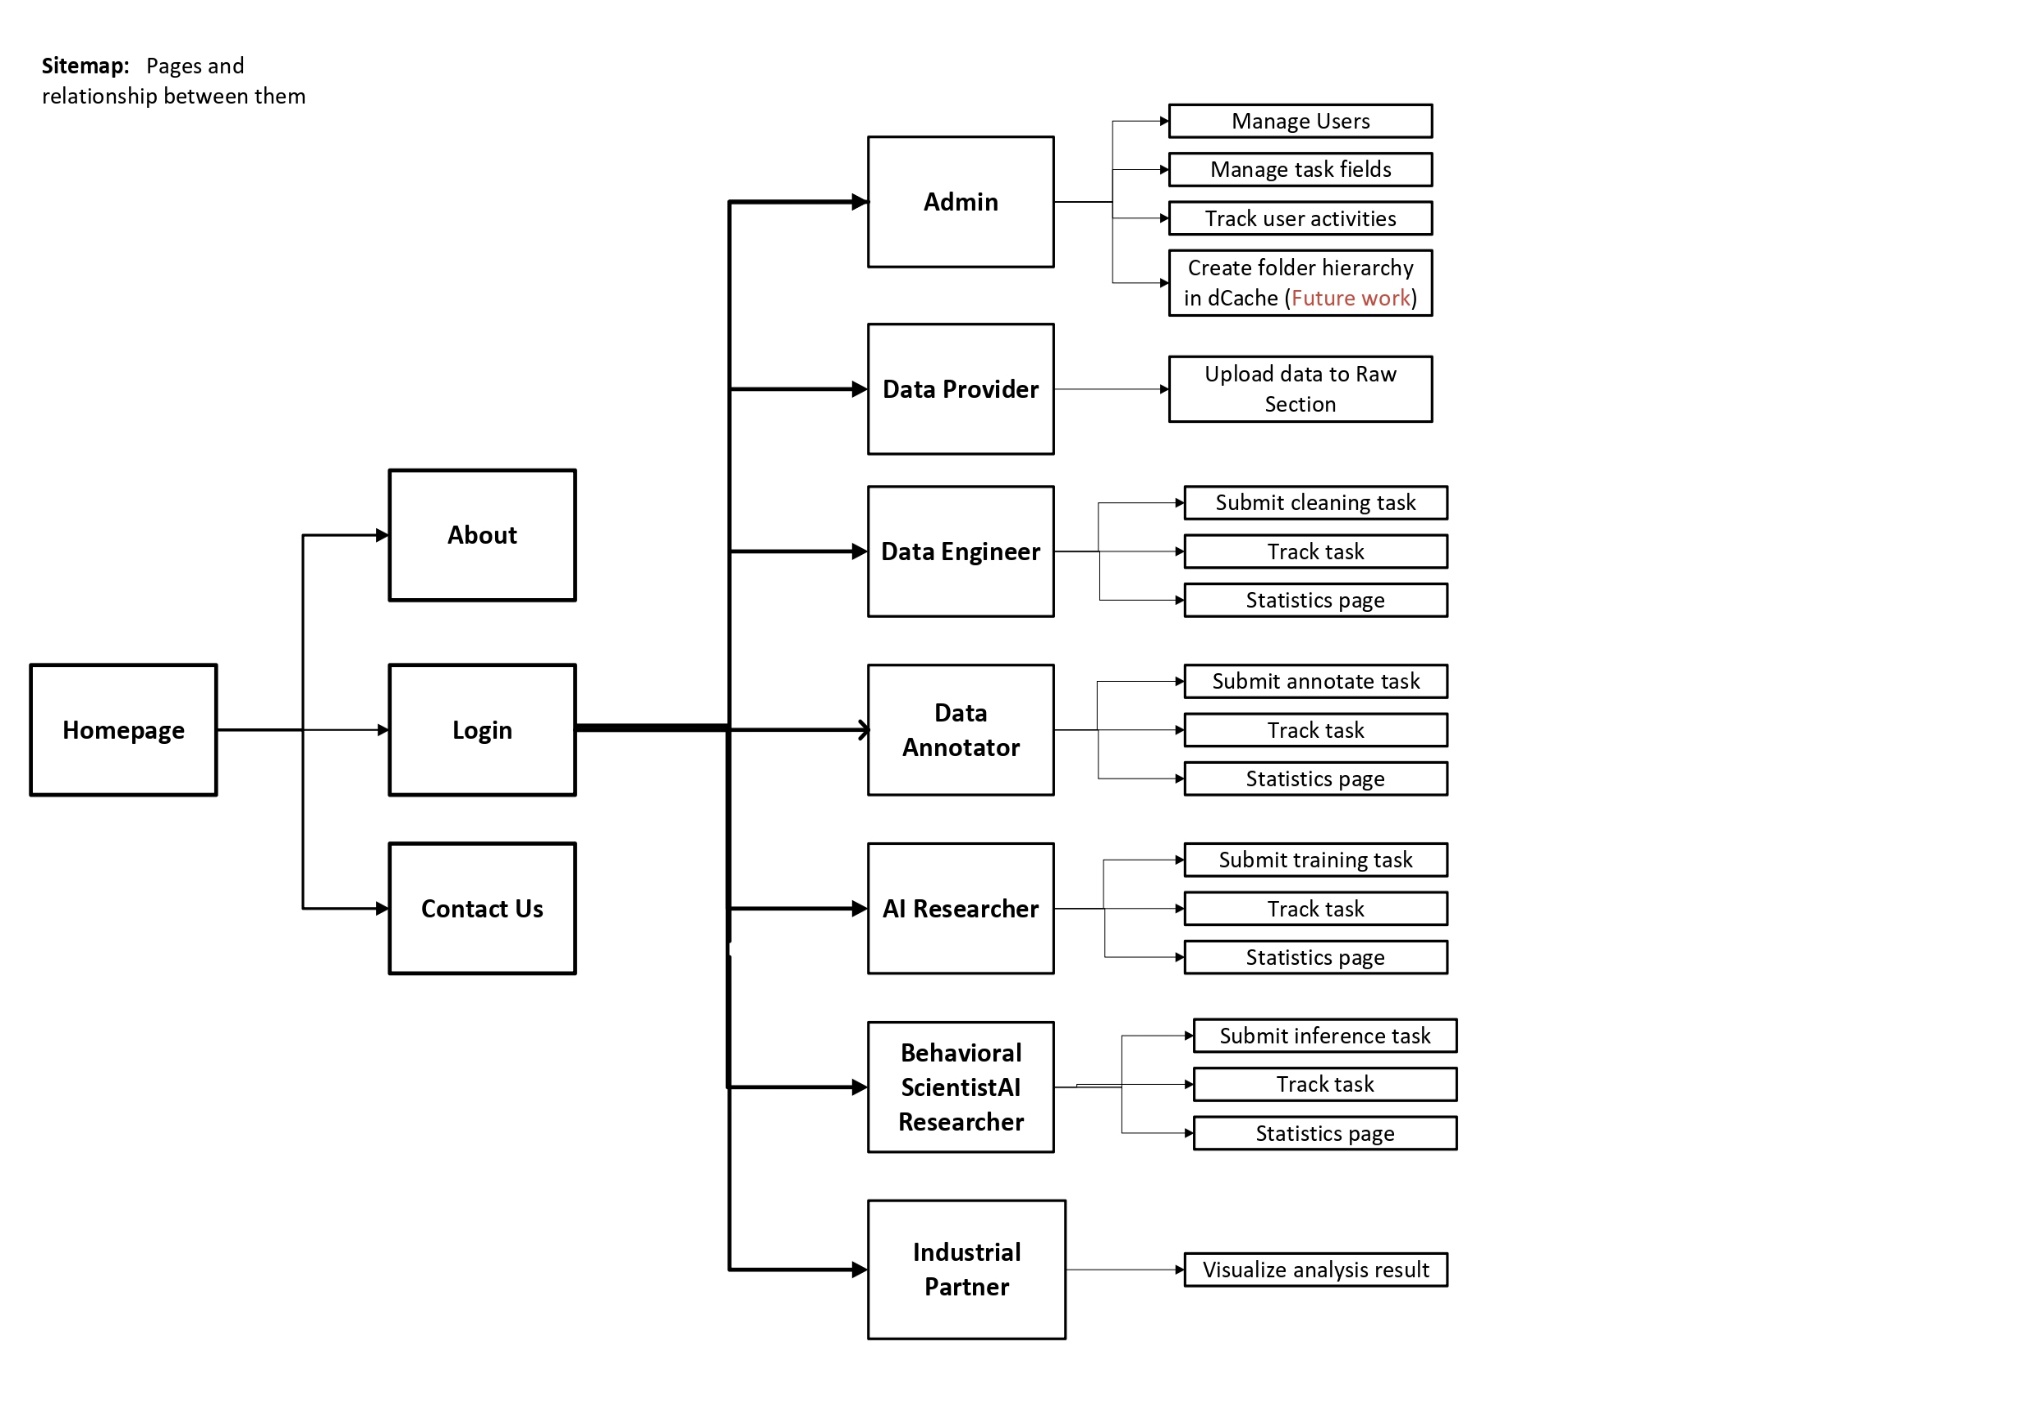 Sitemap: Pages and
relationship between them
Homepage
About
Login
Contact Us
Admin
Manage Users
Manage task fields
Track user activities
Create folder hierarchy
in dCache (Future work)
Data Provider
Upload data to Raw
Section
Data Engineer
Submit cleaning task
Track task
Statistics page
Data
Annotator
Submit annotate task
Track task
Statistics page
AI Researcher
Submit training task
Track task
Statistics page
Behavioral
ScientistAI
Researcher
Submit inference task
Track task
Statistics page
Industrial
Partner
Visualize analysis result